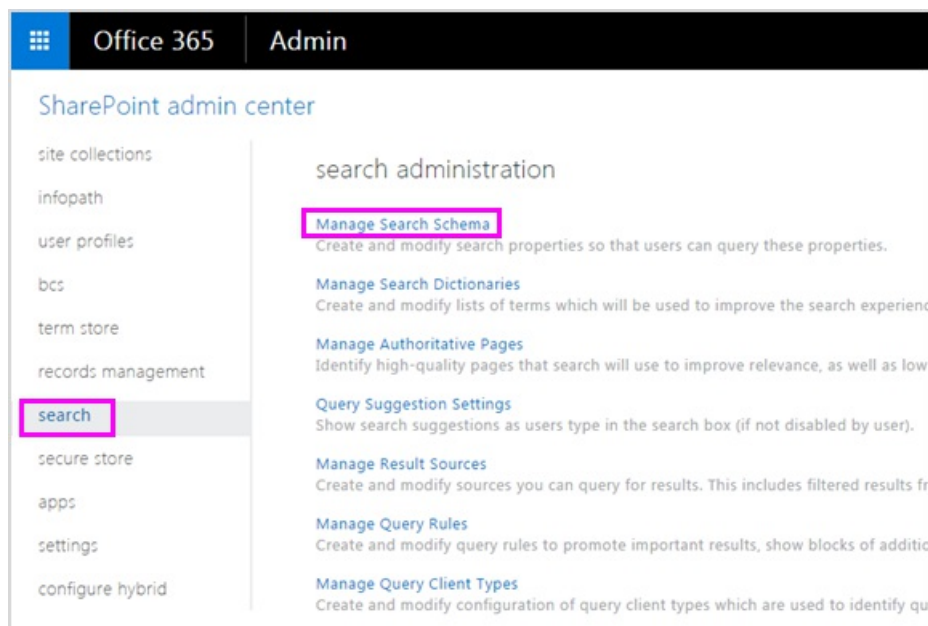 Office 365 Admin
SharePoint admin center
site collections
infopath
user profiles
bcs
term store
records management
search
secure store
apps
settings
configure hybrid
search administration
Manage Search Schema
Create and modify search properties so that users can query these properties.
Manage Search Dictionaries
Create and modify lists of terms which will be used to improve the search experienc
Manage Authoritative Pages
Identify high-quality pages that search will use to improve relevance, as well as low
Query Suggestion Settings
Show search suggestions as users type in the search box (if not disabled by user).
Manage Result Sources
Create and modify sources you can query for results. This includes filtered results fr
Manage Query Rules
Create and modify query rules to promote important results, show blocks of additic
Manage Query Client Types
Create and modify configuration of query client types which are used to identify qu